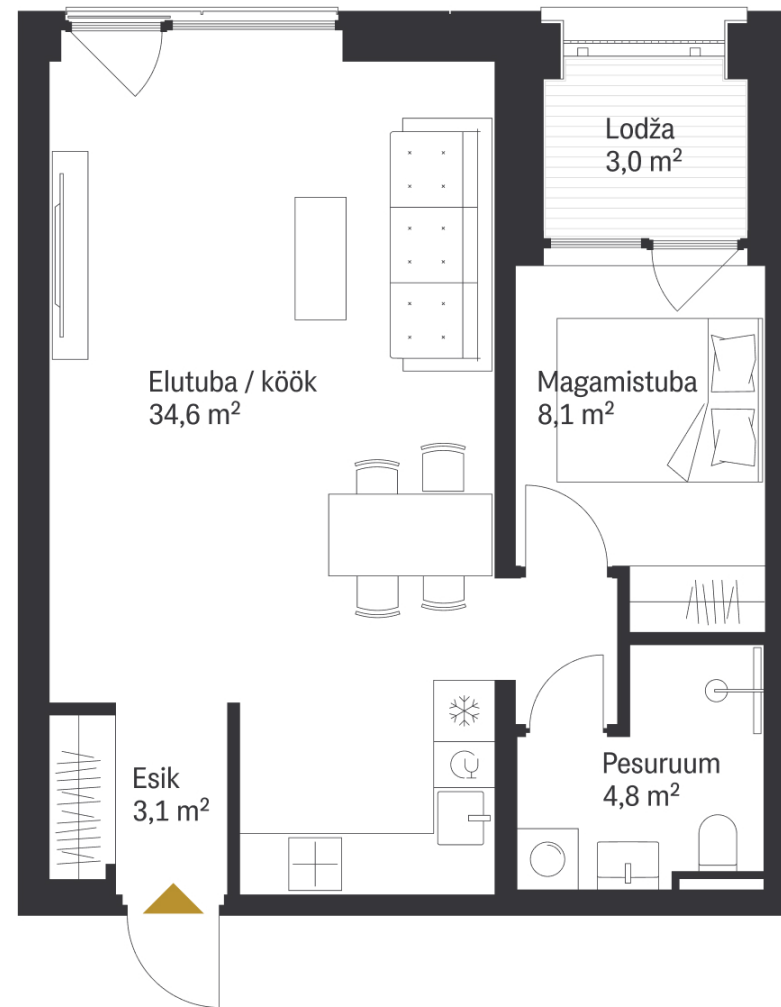 Lodža
3,0 m²
Elutuba / köök
34,6 m²
Magamistuba
8,1 m²
Esik
3,1 m²
Pesuruum
4,8 m²